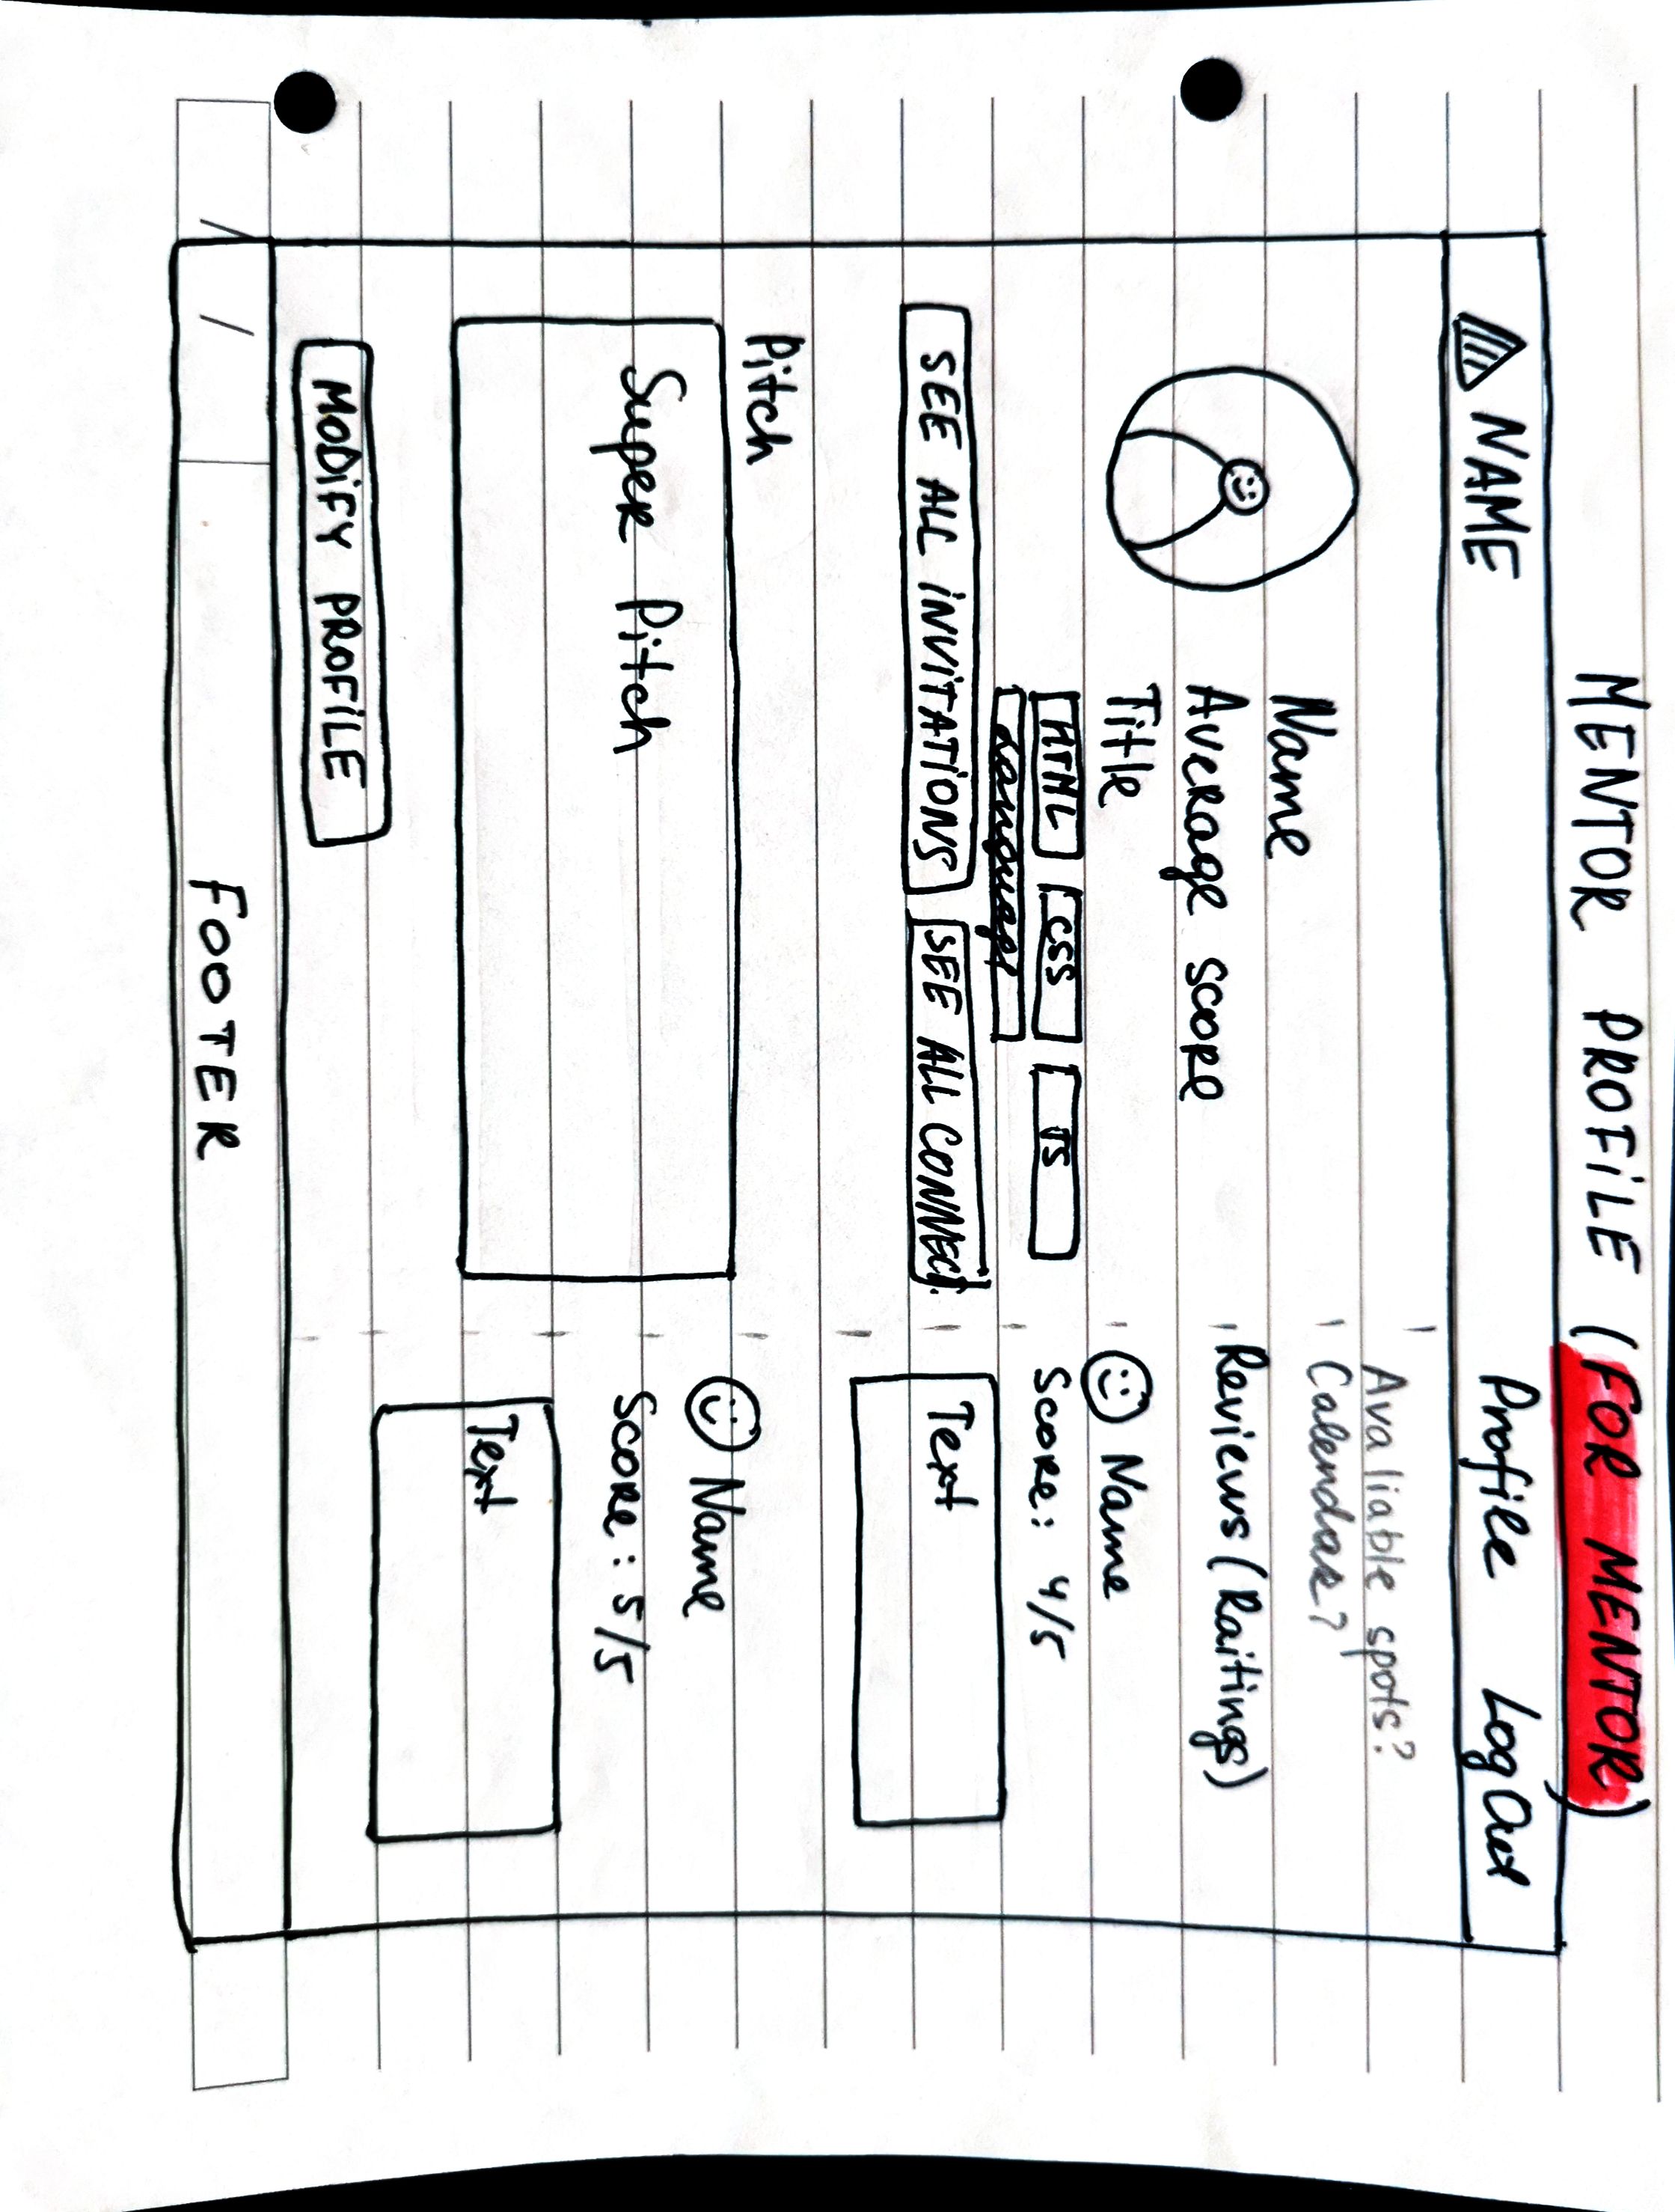 MENTOR PROFILE (FOR MENTOR)
NAME
Profile
Log Out
Name
Average score
Title
HTML
CSS
TS
SEE ALL INVITATIONS
SEE ALL CONNECT.
Pitch
Super Pitch
MODIFY PROFILE
Avaliable spots?
Calendar?
Reviews (Raitings)
Name
Score: 4/5
Text
Name
Score: 5/5
Text
FOOTER